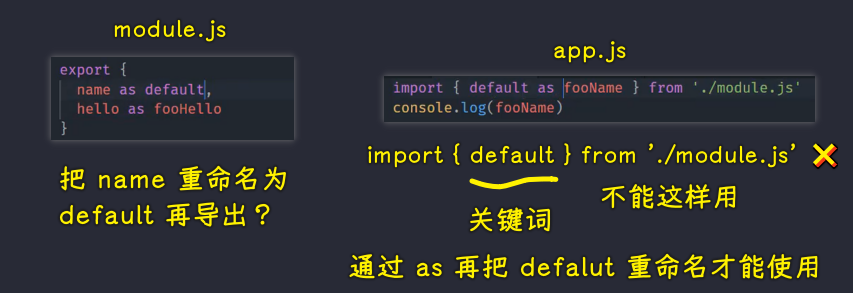 module.js
export {
name as default,
hello as fooHello
}
把 name 重命名为
default 再导出？
app.js
import { default as fooName } from './module.js'
console.log(fooName)
import { default } from './module.js' ❌
关键词
不能这样用
通过 as 再把 defalut 重命名才能使用